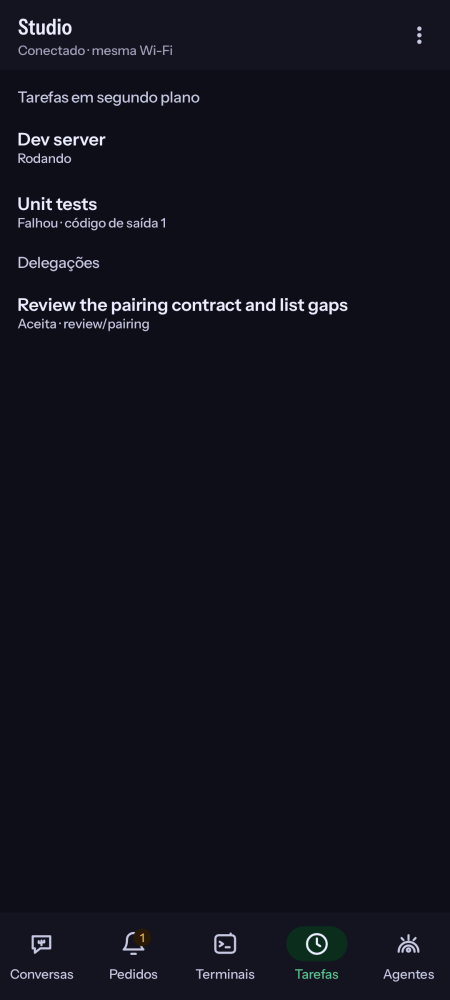 Studio
Conectado · mesma Wi-Fi
Tarefas em segundo plano
Dev server
Rodando
Unit tests
Falhou · código de saída 1
Delegações
Review the pairing contract and list gaps
Aceita · review/pairing
1
Conversas
Pedidos
Terminais
Tarefas
Agentes